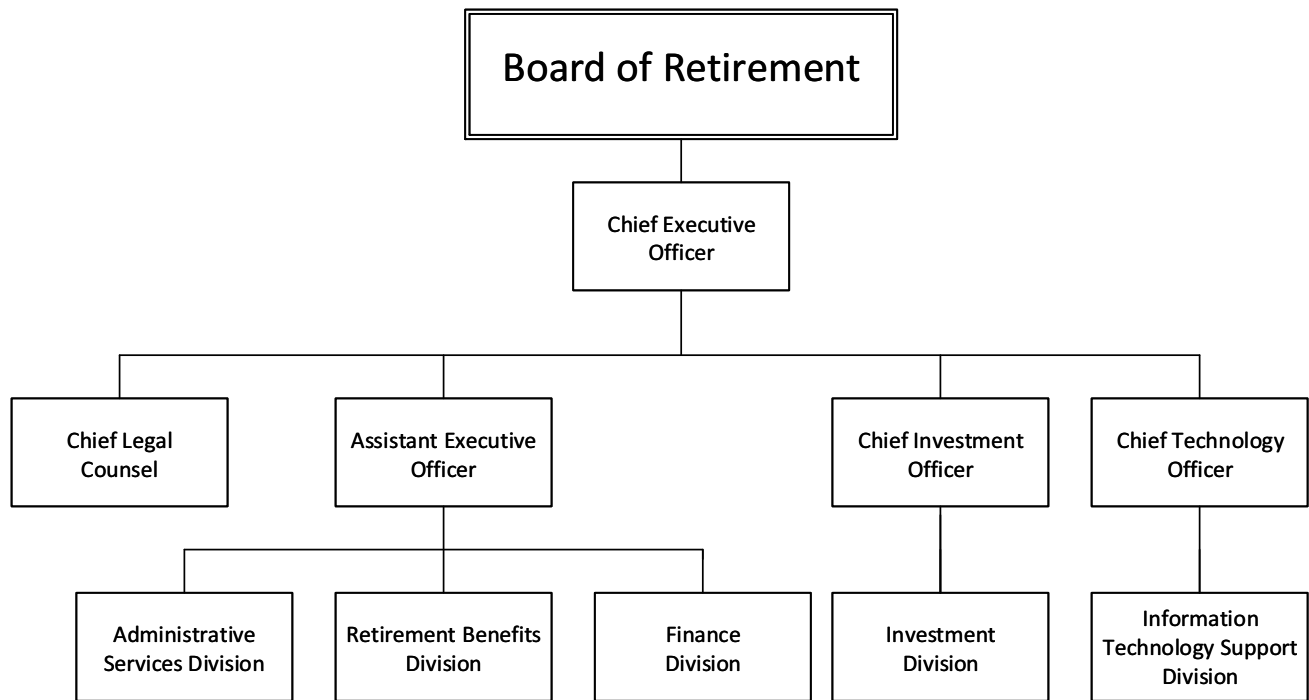 Board of Retirement
Chief Executive
Officer
Chief Legal
Counsel
Assistant Executive
Officer
Chief Investment
Officer
Chief Technology
Officer
Administrative
Services Division
Retirement Benefits
Division
Finance
Division
Investment
Division
Information
Technology Support
Division